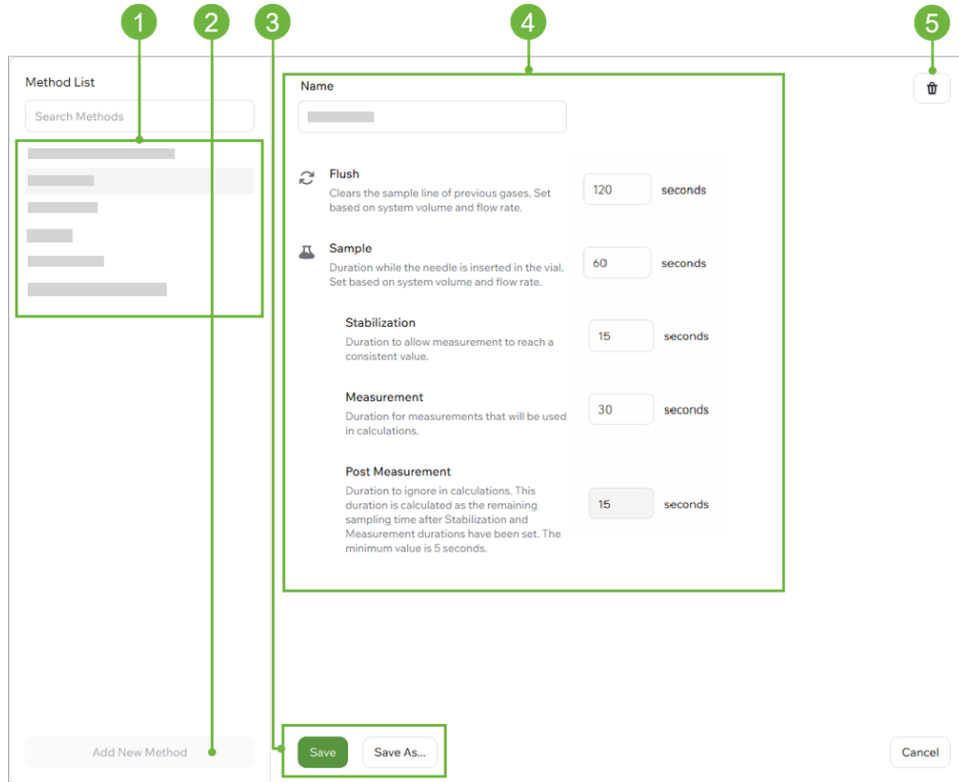 1 2 3 4 5
Method List
Search Methods
Name
Flush
Clears the sample line of previous gases. Set
based on system volume and flow rate.
120 seconds
Sample
Duration while the needle is inserted in the vial.
Set based on system volume and flow rate.
60 seconds
Stabilization
Duration to allow measurement to reach a
consistent value.
15 seconds
Measurement
Duration for measurements that will be used
in calculations.
30 seconds
Post Measurement
Duration to ignore in calculations. This
duration is calculated as the remaining
sampling time after Stabilization and
Measurement durations have been set. The
minimum value is 5 seconds.
15 seconds
Add New Method
Save
Save As...
Cancel